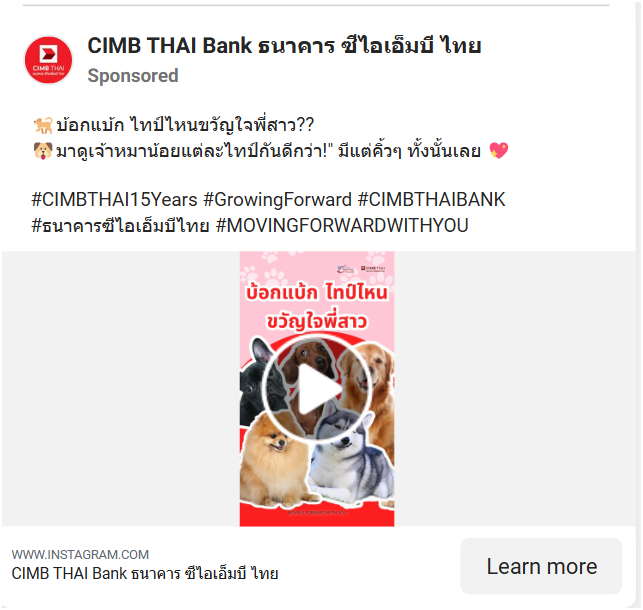 CIMB THAI Bank ธนาคาร ซีไอเอ็มบี ไทย
CIMB THAI
Sponsored
🐕บ้อกแบ้ก ไทป์ไหนขวัญใจพี่สาว??
🐶มาดูเจ้าหมาน้อยแต่ละไทป์กันดีกว่า!" มีแต่คิ้วๆ ทั้งนั้นเลย 💖
#CIMBTHAI15Years #GrowingForward #CIMBTHAIBANK
#ธนาคารซีไอเอ็มบีไทย #MOVINGFORWARDWITHYOU
CIMB THAI
บ้อกแบ้ก ไทป์ไหน
ขวัญใจพี่สาว
MOVING FORWARD WITH YOU
WWW.INSTAGRAM.COM
CIMB THAI Bank ธนาคาร ซีไอเอ็มบี ไทย
Learn more